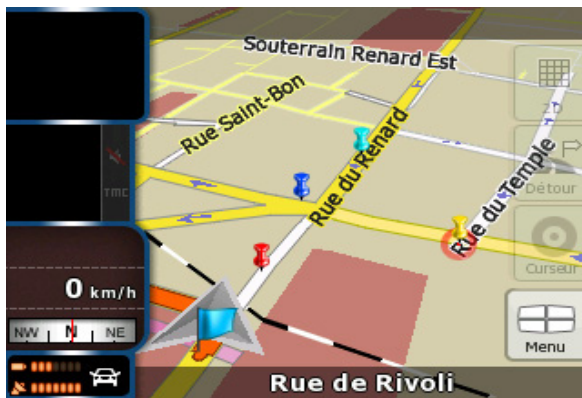 Souterrain Renard Est
Rue Saint-Bon
Rue du Renard
Rue du Temple
2D
TMC
Détour
Curseur
0 km/h
NW N NE
Menu
Rue de Rivoli